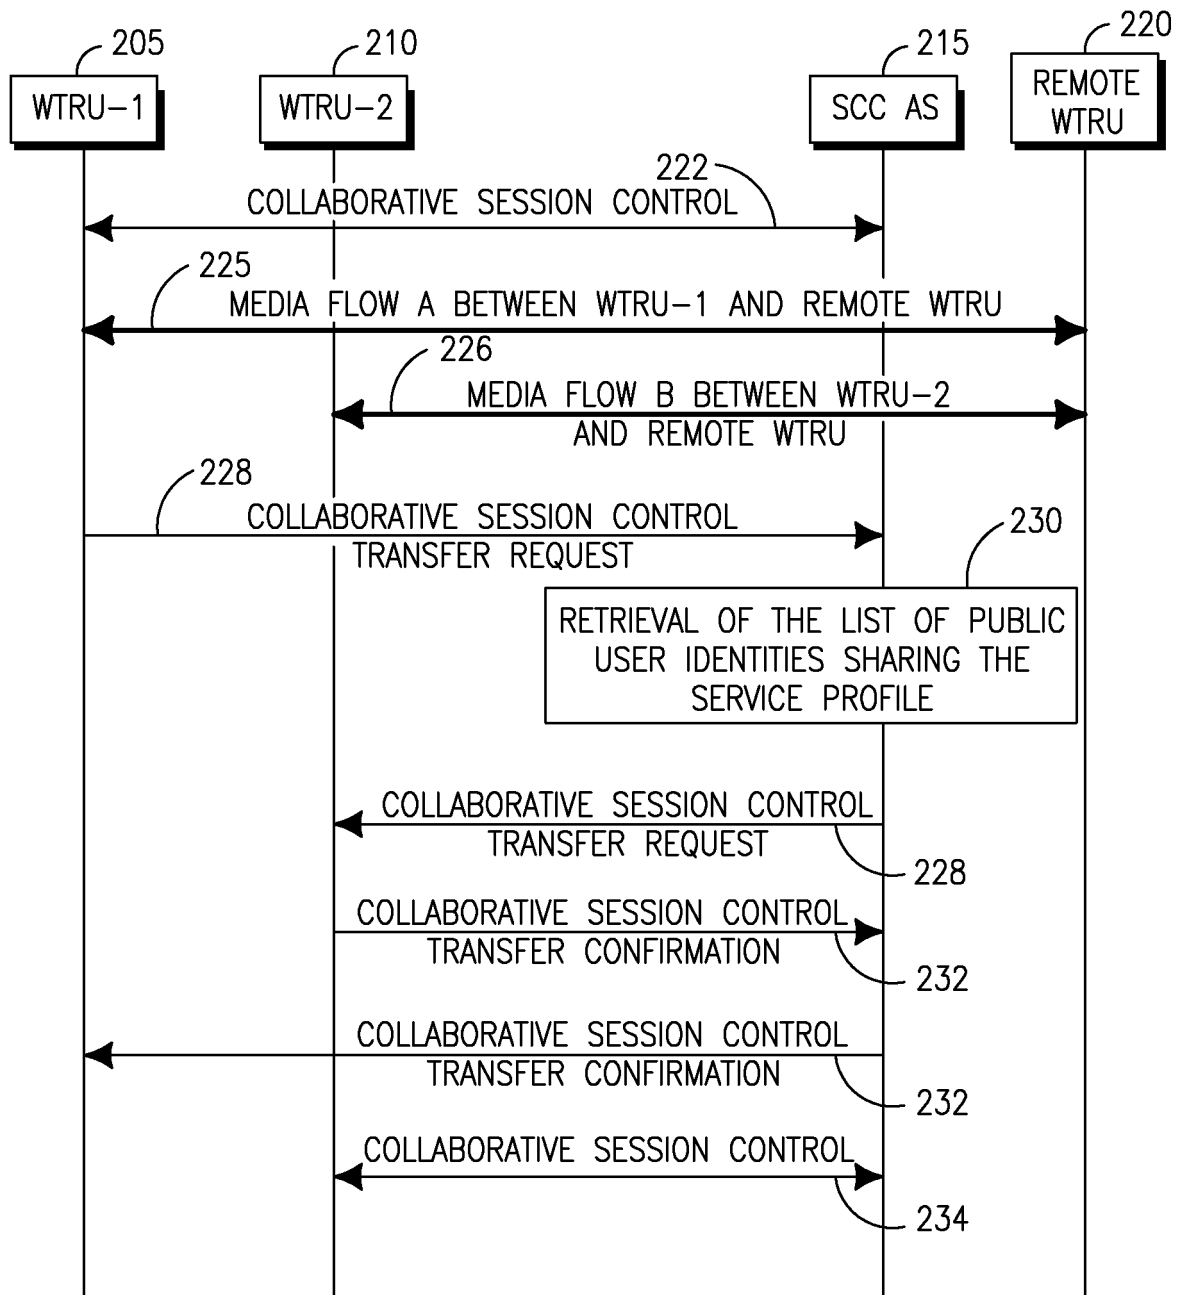 205
210
215
220
WTRU-1
WTRU-2
SCC AS
REMOTE
WTRU
222
COLLABORATIVE SESSION CONTROL
225
MEDIA FLOW A BETWEEN WTRU-1 AND REMOTE WTRU
226
MEDIA FLOW B BETWEEN WTRU-2
AND REMOTE WTRU
228
COLLABORATIVE SESSION CONTROL
TRANSFER REQUEST
230
RETRIEVAL OF THE LIST OF PUBLIC
USER IDENTITIES SHARING THE
SERVICE PROFILE
COLLABORATIVE SESSION CONTROL
TRANSFER REQUEST
228
COLLABORATIVE SESSION CONTROL
TRANSFER CONFIRMATION
232
COLLABORATIVE SESSION CONTROL
TRANSFER CONFIRMATION
232
COLLABORATIVE SESSION CONTROL
234